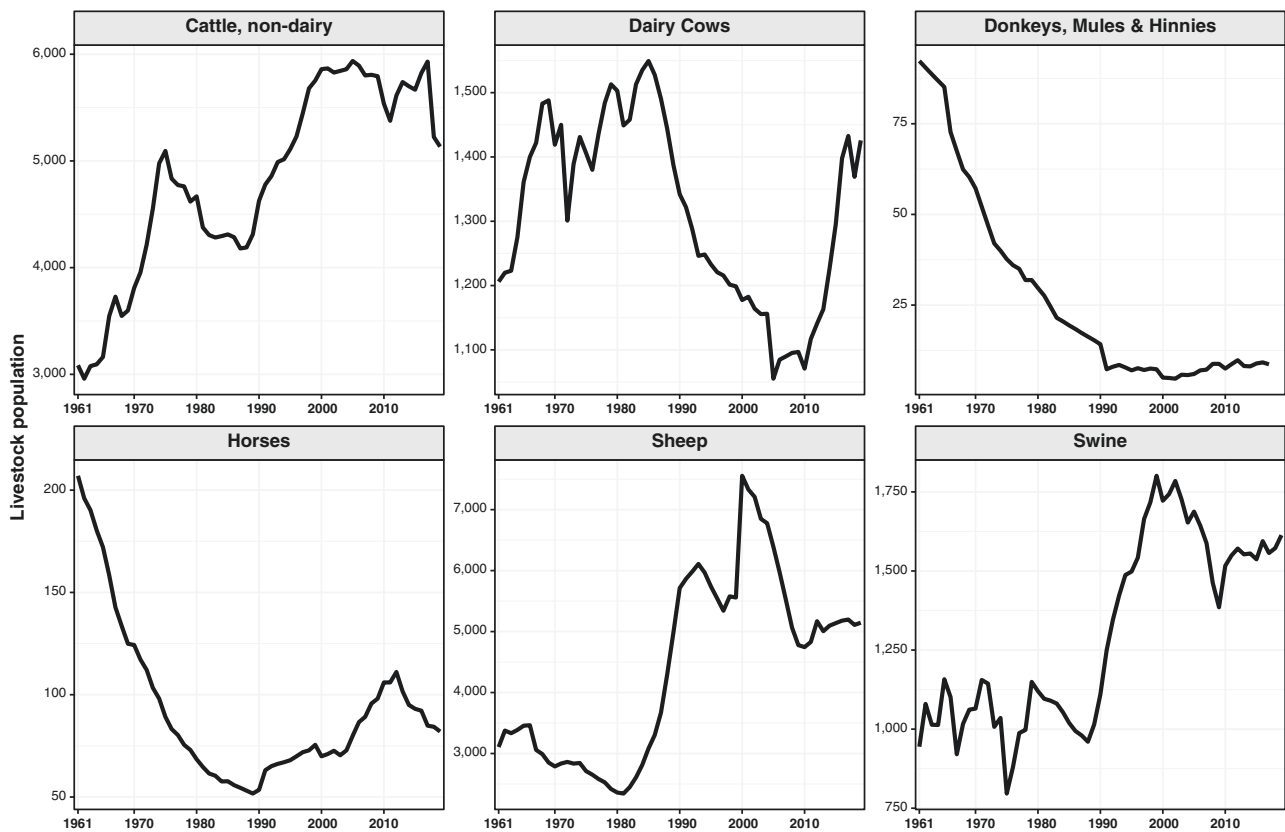 Cattle, non-dairy
Dairy Cows
Donkeys, Mules & Hinnies
6,000
5,000
4,000
3,000
1961 1970 1980 1990 2000 2010
1,500
1,400
1,300
1,200
1,100
1961 1970 1980 1990 2000 2010
75
50
25
1961 1970 1980 1990 2000 2010
Livestock population
Horses
Sheep
Swine
200
150
100
50
1961 1970 1980 1990 2000 2010
7,000
6,000
5,000
4,000
3,000
1961 1970 1980 1990 2000 2010
1,750
1,500
1,250
1,000
750
1961 1970 1980 1990 2000 2010